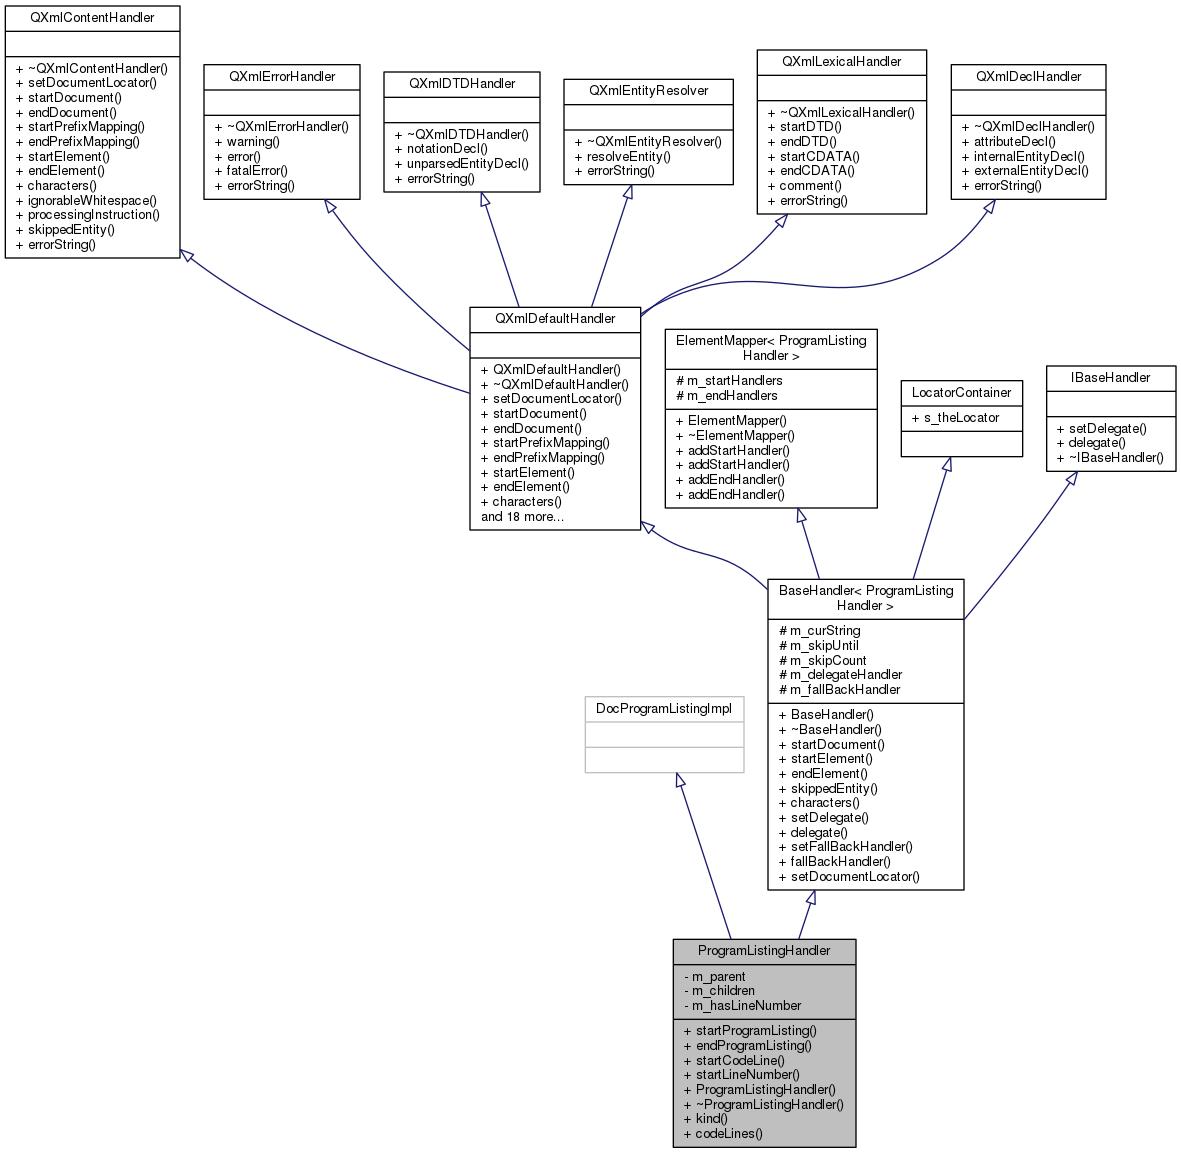 QXmlContentHandler
+ ~QXmlContentHandler()
+ setDocumentLocator()
+ startDocument()
+ endDocument()
+ startPrefixMapping()
+ endPrefixMapping()
+ startElement()
+ endElement()
+ characters()
+ ignorableWhitespace()
+ processingInstruction()
+ skippedEntity()
+ errorString()
QXmlErrorHandler
+ ~QXmlErrorHandler()
+ warning()
+ error()
+ fatalError()
+ errorString()
QXmlDTDHandler
+ ~QXmlDTDHandler()
+ notationDecl()
+ unparsedEntityDecl()
+ errorString()
QXmlEntityResolver
+ ~QXmlEntityResolver()
+ resolveEntity()
+ errorString()
QXmlLexicalHandler
+ ~QXmlLexicalHandler()
+ startDTD()
+ endDTD()
+ startCDATA()
+ endCDATA()
+ comment()
+ errorString()
QXmlDeclHandler
+ ~QXmlDeclHandler()
+ attributeDecl()
+ internalEntityDecl()
+ externalEntityDecl()
+ errorString()
QXmlDefaultHandler
+ QXmlDefaultHandler()
+ ~QXmlDefaultHandler()
+ setDocumentLocator()
+ startDocument()
+ endDocument()
+ startPrefixMapping()
+ endPrefixMapping()
+ startElement()
+ endElement()
+ characters()
and 18 more...
ElementMapper< ProgramListing
Handler >
# m_startHandlers
# m_endHandlers
+ ElementMapper()
+ ~ElementMapper()
+ addStartHandler()
+ addStartHandler()
+ addEndHandler()
+ addEndHandler()
LocatorContainer
+ s_theLocator
IBaseHandler
+ setDelegate()
+ delegate()
+ ~IBaseHandler()
BaseHandler< ProgramListing
Handler >
# m_curString
# m_skipUntil
# m_skipCount
# m_delegateHandler
# m_fallBackHandler
+ BaseHandler()
+ ~BaseHandler()
+ startDocument()
+ startElement()
+ endElement()
+ skippedEntity()
+ characters()
+ setDelegate()
+ delegate()
+ setFallBackHandler()
+ fallBackHandler()
+ setDocumentLocator()
DocProgramListingImpl
ProgramListingHandler
- m_parent
- m_children
- m_hasLineNumber
+ startProgramListing()
+ endProgramListing()
+ startCodeLine()
+ startLineNumber()
+ ProgramListingHandler()
+ ~ProgramListingHandler()
+ kind()
+ codeLines()